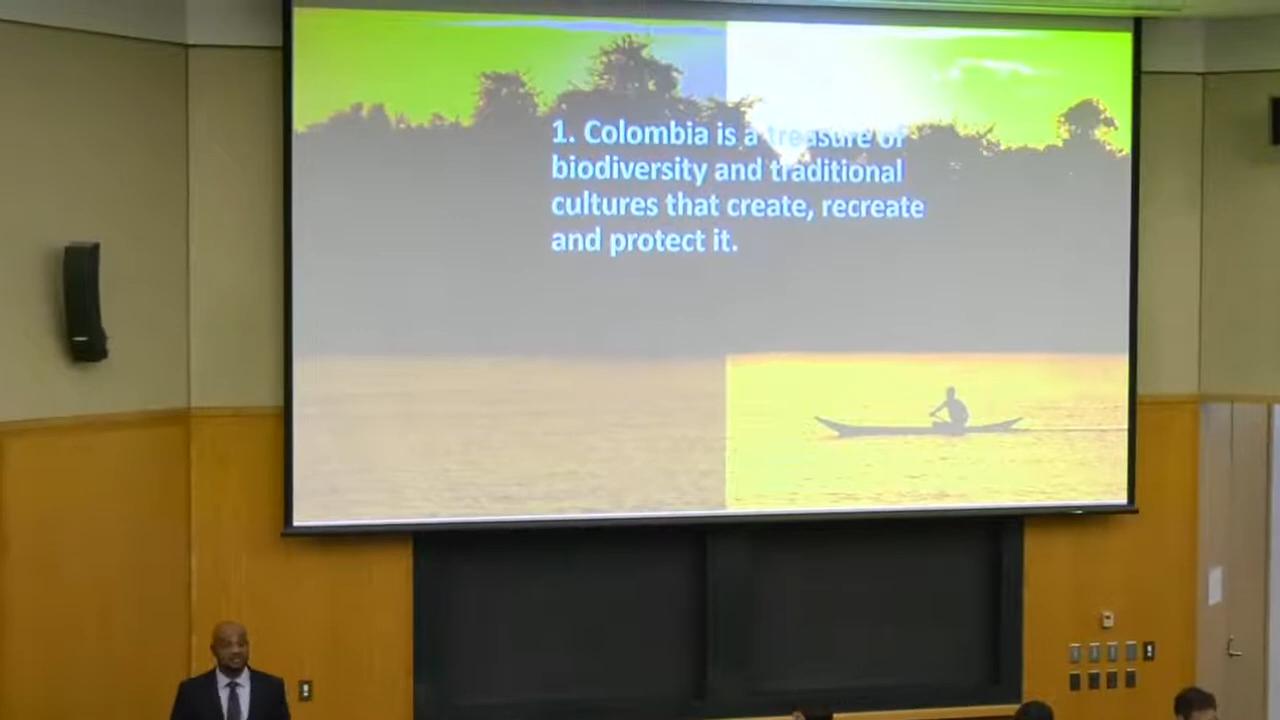 1. Colombia is a treasure of
biodiversity and traditional
cultures that create, recreate
and protect it.